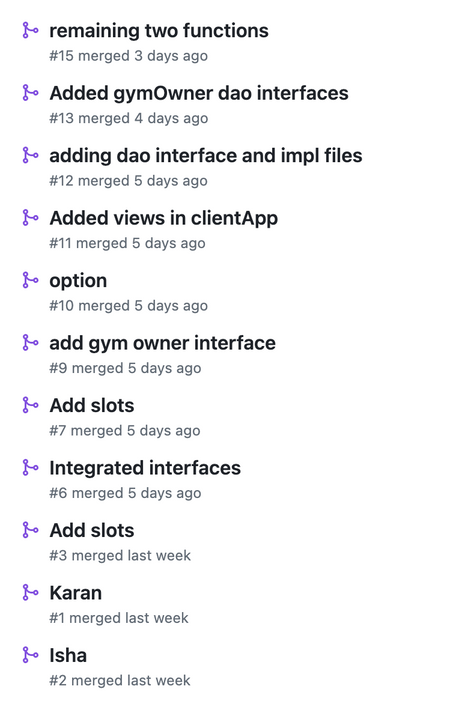 remaining two functions
#15 merged 3 days ago
Added gymOwner dao interfaces
#13 merged 4 days ago
adding dao interface and impl files
#12 merged 5 days ago
Added views in clientApp
#11 merged 5 days ago
option
#10 merged 5 days ago
add gym owner interface
#9 merged 5 days ago
Add slots
#7 merged 5 days ago
Integrated interfaces
#6 merged 5 days ago
Add slots
#3 merged last week
Karan
#1 merged last week
Isha
#2 merged last week